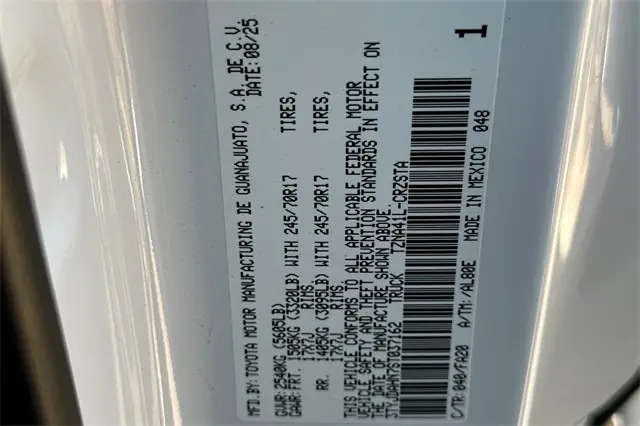 MFD.BY: TOYOTA MOTOR MANUFACTURING DE GUANAJUATO, S.A. DE C.V.
DATE: 08/25
GVWR: 2540KG (5605LB)
GAWR: FRT. 1505KG (3320LB) WITH 245/70R17 TIRES,
17X7J RIMS,
RR. 1405KG (3095LB) WITH 245/70R17 TIRES,
17X7J RIMS.
THIS VEHICLE CONFORMS TO ALL APPLICABLE FEDERAL MOTOR
VEHICLE SAFETY AND THEFT PREVENTION STANDARDS IN EFFECT ON
THE DATE OF MANUFACTURE SHOWN ABOVE.
TRUCK TZNA41L-CRZSTA
C/TR: 040/FA20 A/TM: /AL80E MADE IN MEXICO 048
1